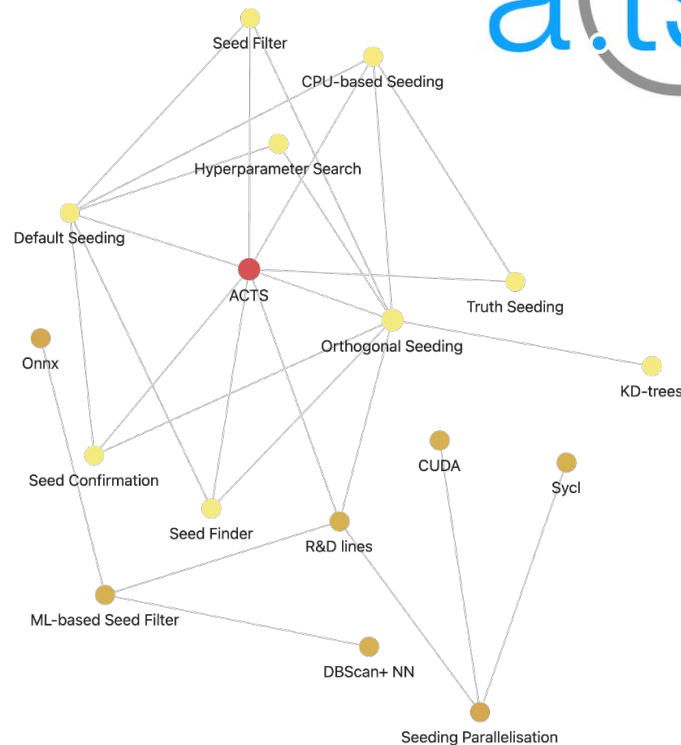 a.ts
Seed Filter
CPU-based Seeding
Hyperparameter Search
Default Seeding
ACTS
Truth Seeding
Orthogonal Seeding
Onnx
KD-trees
CUDA
Sycl
Seed Confirmation
Seed Finder
R&D lines
ML-based Seed Filter
DBScan+ NN
Seeding Parallelisation